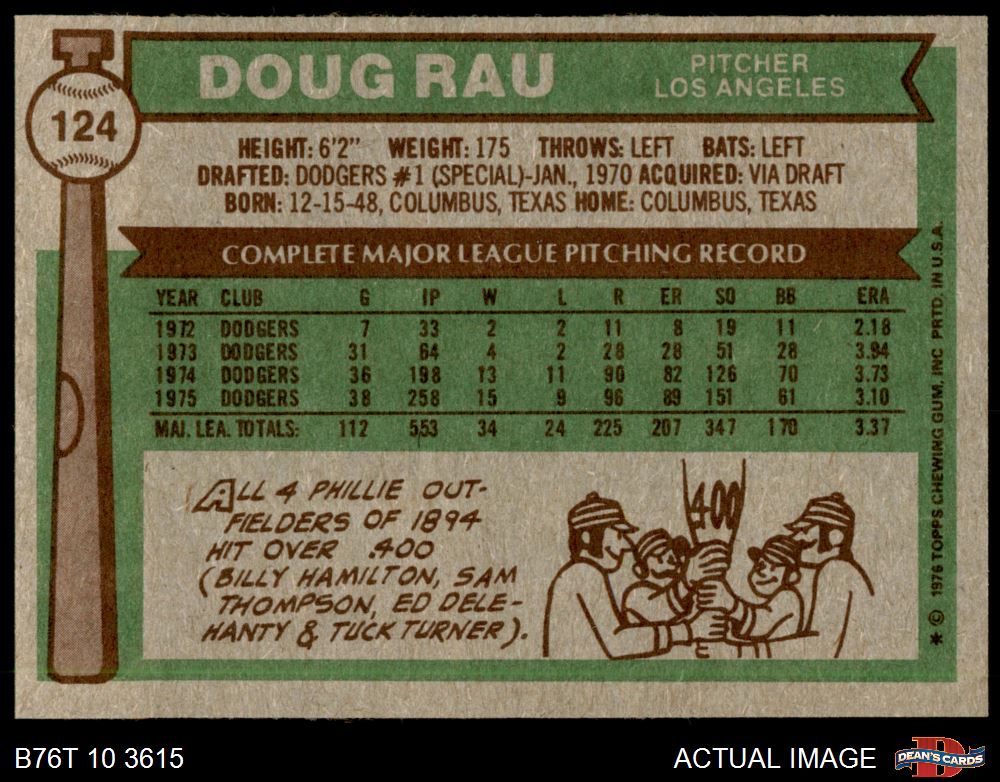 124
DOUG RAU
PITCHER
LOS ANGELES
HEIGHT: 6'2" WEIGHT: 175 THROWS: LEFT BATS: LEFT
DRAFTED: DODGERS #1 (SPECIAL)-JAN., 1970 ACQUIRED: VIA DRAFT
BORN: 12-15-48, COLUMBUS, TEXAS HOME: COLUMBUS, TEXAS
COMPLETE MAJOR LEAGUE PITCHING RECORD
YEAR CLUB G IP W L R ER SO BB ERA
1972 DODGERS 7 33 2 2 11 8 19 11 2.18
1973 DODGERS 31 64 4 2 28 28 51 28 3.94
1974 DODGERS 36 198 13 11 90 82 126 70 3.73
1975 DODGERS 38 258 15 9 96 89 151 61 3.10
MAJ. LEA. TOTALS: 112 553 34 24 225 207 347 170 3.37
ALL 4 PHILLIE OUT-
FIELDERS OF 1894
HIT OVER .400
(BILLY HAMILTON, SAM
THOMPSON, ED DELE-
HANTY & TUCK TURNER).
.400
* © 1976 TOPPS CHEWING GUM, INC PRTD. IN U.S.A.
B76T 10 3615
ACTUAL IMAGE
D
DEAN'S CARDS